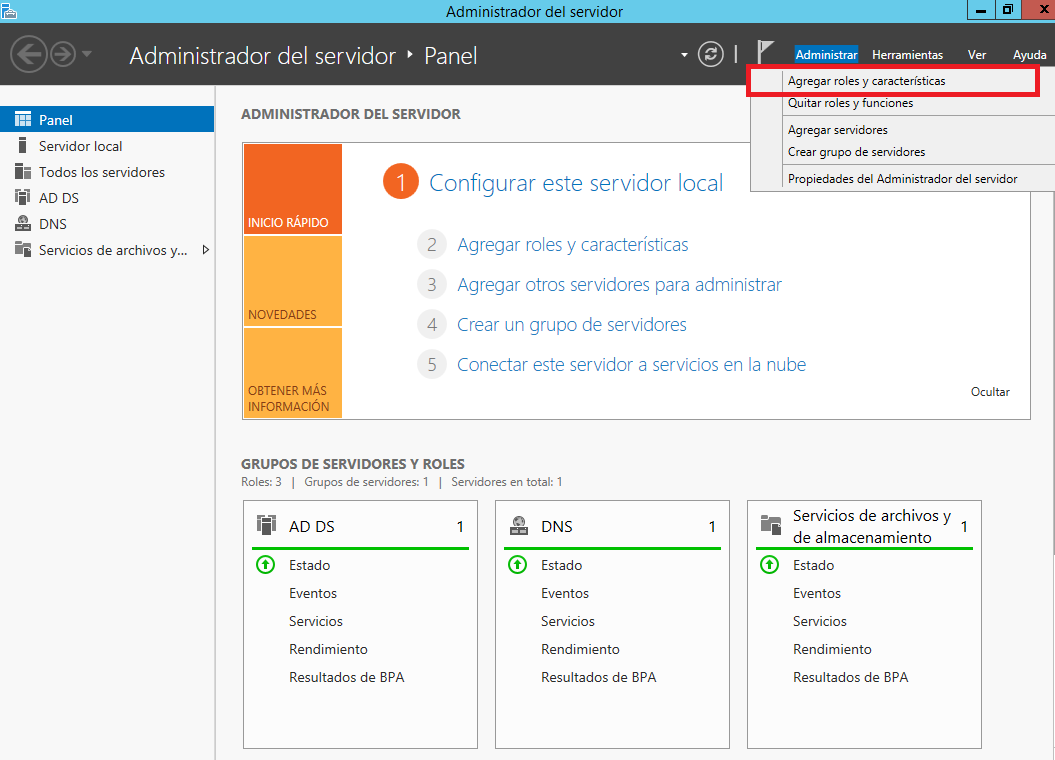 Administrador del servidor
Administrador del servidor ‣ Panel
Administrar
Herramientas
Ver
Ayuda
Agregar roles y características
Quitar roles y funciones
Agregar servidores
Crear grupo de servidores
Propiedades del Administrador del servidor
Panel
Servidor local
Todos los servidores
AD DS
DNS
Servicios de archivos y...
ADMINISTRADOR DEL SERVIDOR
INICIO RÁPIDO
NOVEDADES
OBTENER MÁS
INFORMACIÓN
1 Configurar este servidor local
2 Agregar roles y características
3 Agregar otros servidores para administrar
4 Crear un grupo de servidores
5 Conectar este servidor a servicios en la nube
Ocultar
GRUPOS DE SERVIDORES Y ROLES
Roles: 3 | Grupos de servidores: 1 | Servidores en total: 1
AD DS 1
Estado
Eventos
Servicios
Rendimiento
Resultados de BPA
DNS 1
Estado
Eventos
Servicios
Rendimiento
Resultados de BPA
Servicios de archivos y
de almacenamiento 1
Estado
Eventos
Servicios
Rendimiento
Resultados de BPA